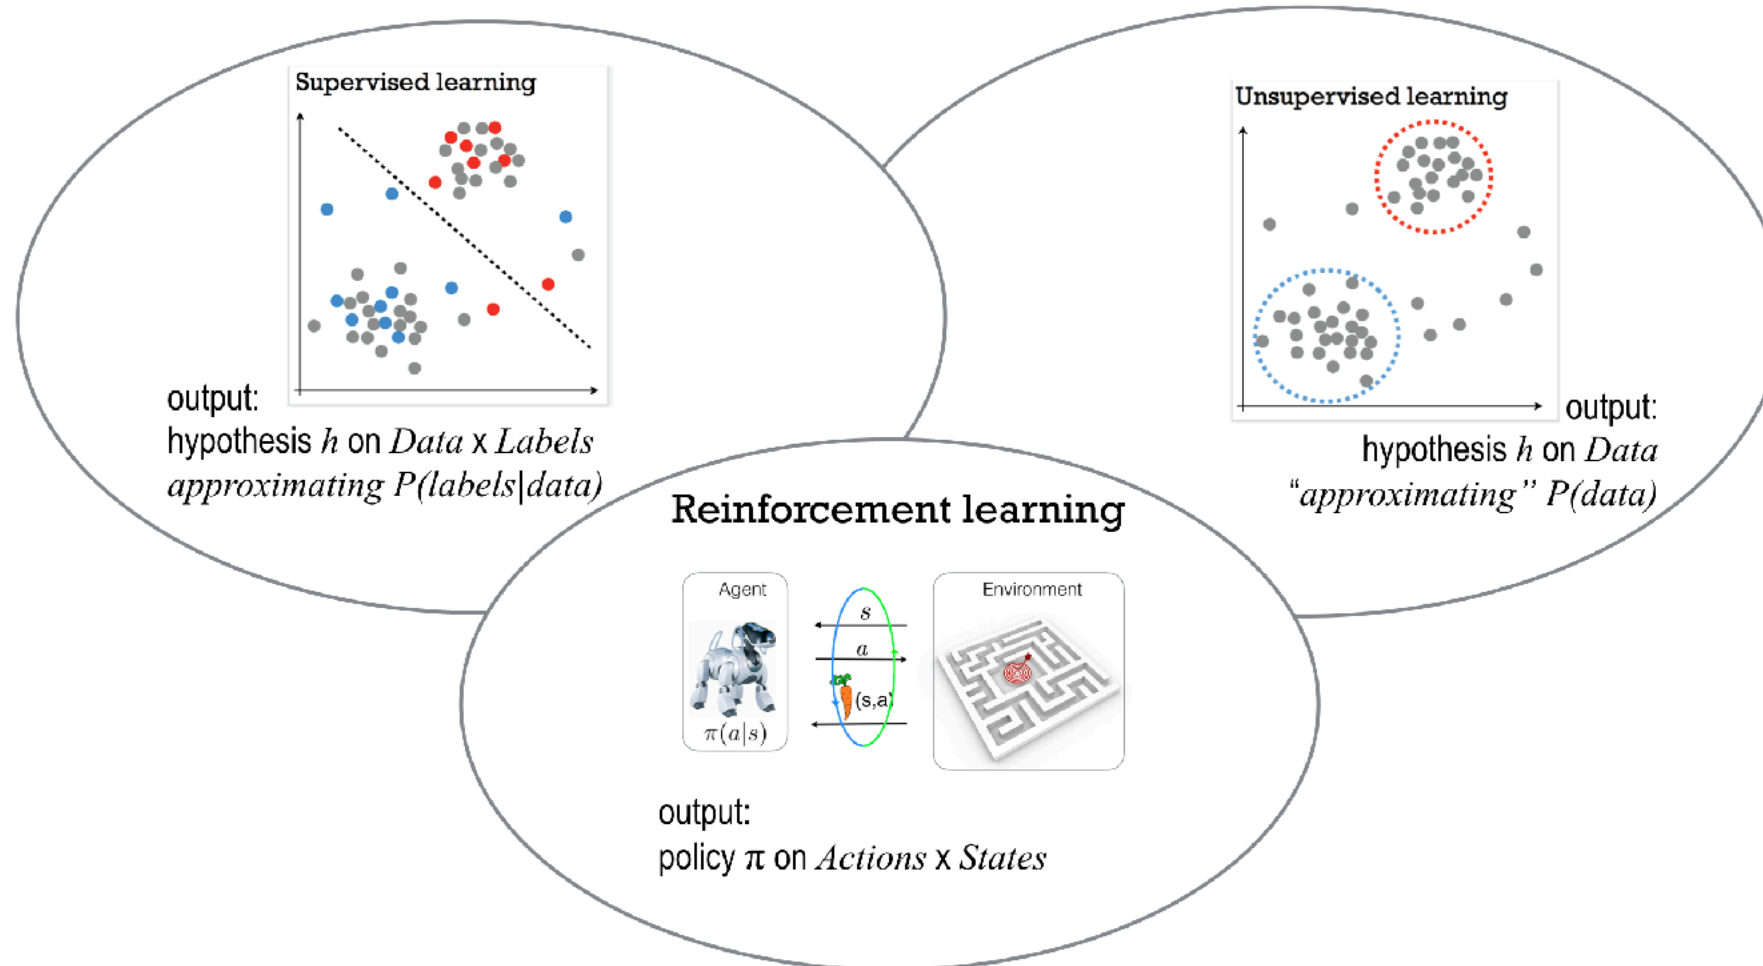 Supervised learning
output:
hypothesis h on Data x Labels
approximating P(labels|data)
Unsupervised learning
output:
hypothesis h on Data
“approximating” P(data)
Reinforcement learning
Agent
π(a|s)
s
a
(s,a)
Environment
output:
policy π on Actions x States